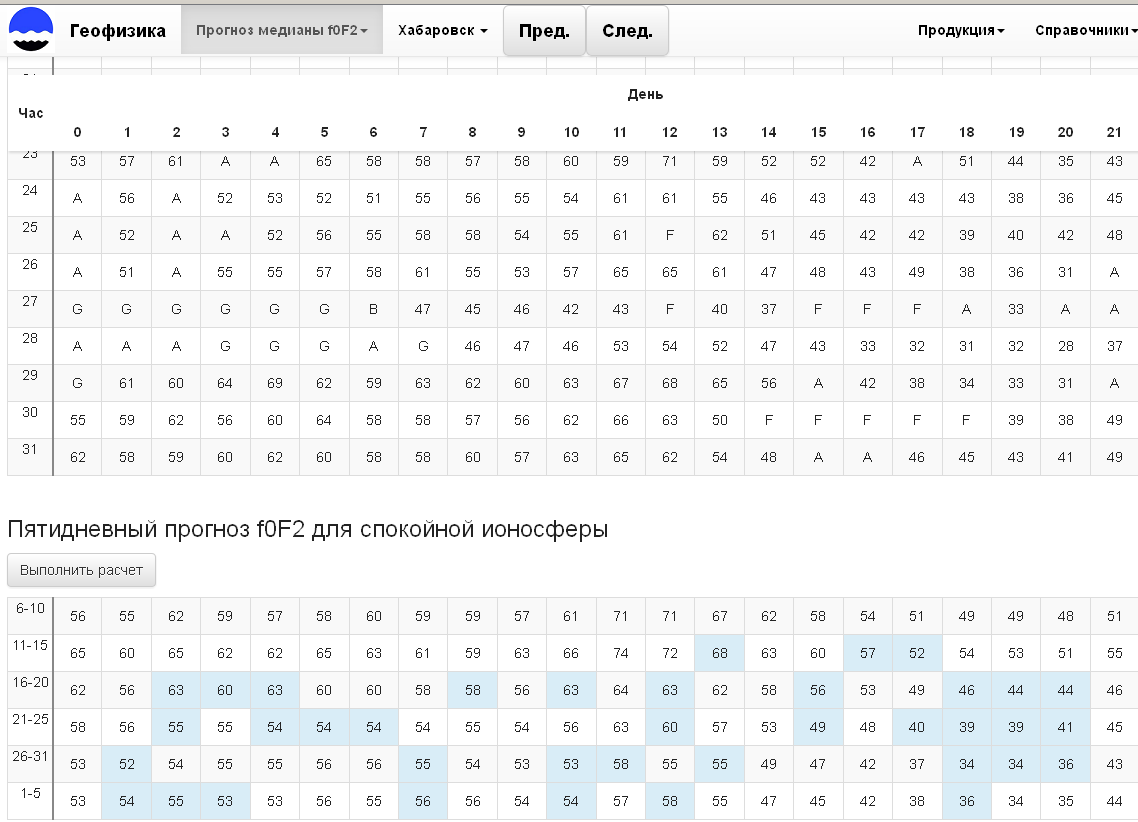 Геофизика Прогноз медианы f0F2 Хабаровск Пред. След. Продукция Справочники
Час День
0 1 2 3 4 5 6 7 8 9 10 11 12 13 14 15 16 17 18 19 20 21
23 53 57 61 A A 65 58 58 57 58 60 59 71 59 52 52 42 A 51 44 35 43
24 A 56 A 52 53 52 51 55 56 55 54 61 61 55 46 43 43 43 43 38 36 45
25 A 52 A A 52 56 55 58 58 54 55 61 F 62 51 45 42 42 39 40 42 48
26 A 51 A 55 55 57 58 61 55 53 57 65 65 61 47 48 43 49 38 36 31 A
27 G G G G G G B 47 45 46 42 43 F 40 37 F F F A 33 A A
28 A A A G G G A G 46 47 46 53 54 52 47 43 33 32 31 32 28 37
29 G 61 60 64 69 62 59 63 62 60 63 67 68 65 56 A 42 38 34 33 31 A
30 55 59 62 56 60 64 58 58 57 56 62 66 63 50 F F F F F 39 38 49
31 62 58 59 60 62 60 58 58 60 57 63 65 62 54 48 A A 46 45 43 41 49
Пятидневный прогноз f0F2 для спокойной ионосферы
Выполнить расчет
6-10 56 55 62 59 57 58 60 59 59 57 61 71 71 67 62 58 54 51 49 49 48 51
11-15 65 60 65 62 62 65 63 61 59 63 66 74 72 68 63 60 57 52 54 53 51 55
16-20 62 56 63 60 63 60 60 58 58 56 63 64 63 62 58 56 53 49 46 44 44 46
21-25 58 56 55 55 54 54 54 54 55 54 56 63 60 57 53 49 48 40 39 39 41 45
26-31 53 52 54 55 55 56 56 55 54 53 53 58 55 55 49 47 42 37 34 34 36 43
1-5 53 54 55 53 53 56 55 56 56 54 54 57 58 55 47 45 42 38 36 34 35 44